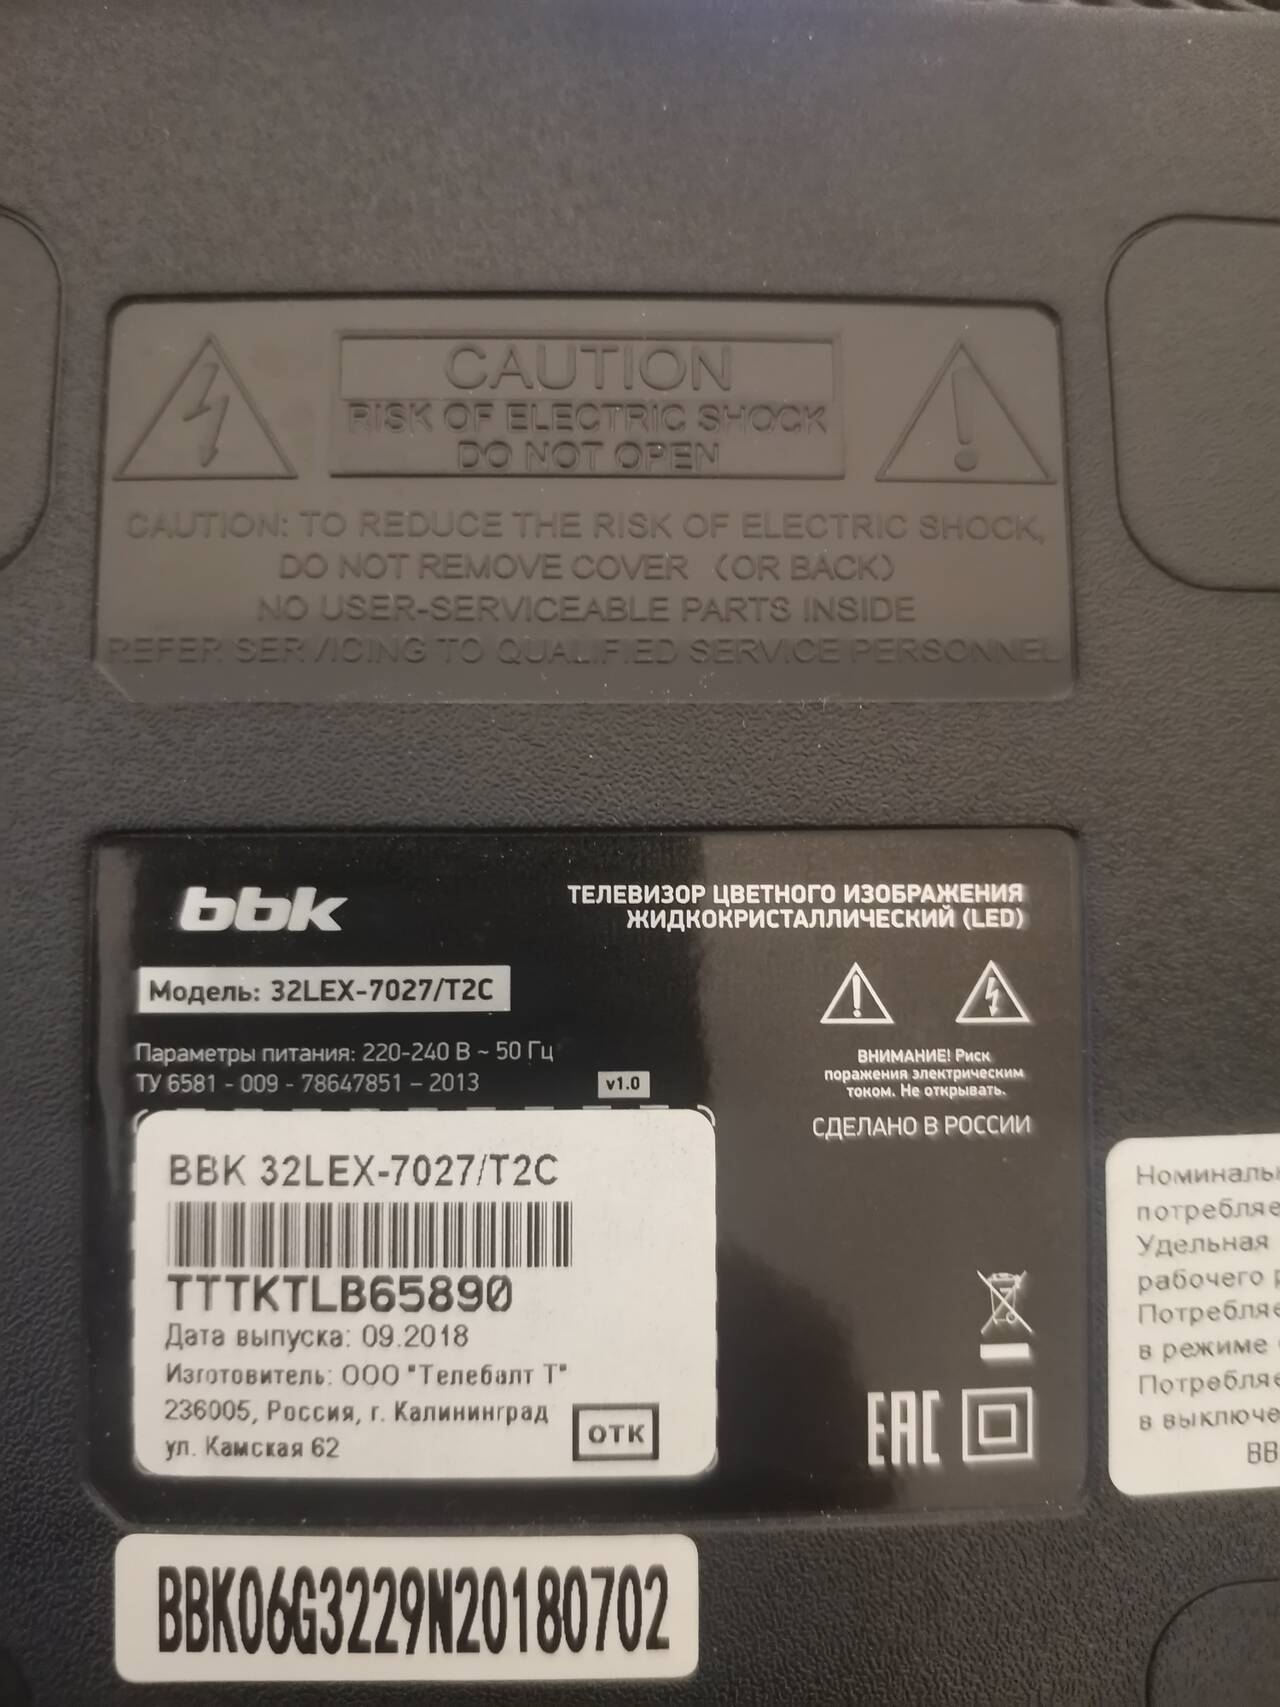 CAUTION
RISK OF ELECTRIC SHOCK
DO NOT OPEN
CAUTION: TO REDUCE THE RISK OF ELECTRIC SHOCK,
DO NOT REMOVE COVER (OR BACK)
NO USER-SERVICEABLE PARTS INSIDE
REFER SERVICING TO QUALIFIED SERVICE PERSONNEL
bbk
ТЕЛЕВИЗОР ЦВЕТНОГО ИЗОБРАЖЕНИЯ
ЖИДКОКРИСТАЛЛИЧЕСКИЙ (LED)
Модель: 32LEX-7027/T2C
Параметры питания: 220-240 В ~ 50 Гц
ТУ 6581 - 009 - 78647851 – 2013
v1.0
ВНИМАНИЕ! Риск
поражения электрическим
током. Не открывать.
СДЕЛАНО В РОССИИ
BBK 32LEX-7027/T2C
TTTKTLB65890
Дата выпуска: 09.2018
Изготовитель: ООО "Телебалт Т"
236005, Россия, г. Калининград
ул. Камская 62
ОТК
EAC
Номиналь
потребляе
Удельная
рабочего
Потребляе
в режиме
Потребляе
в выключе
BB
BBK06G3229N20180702